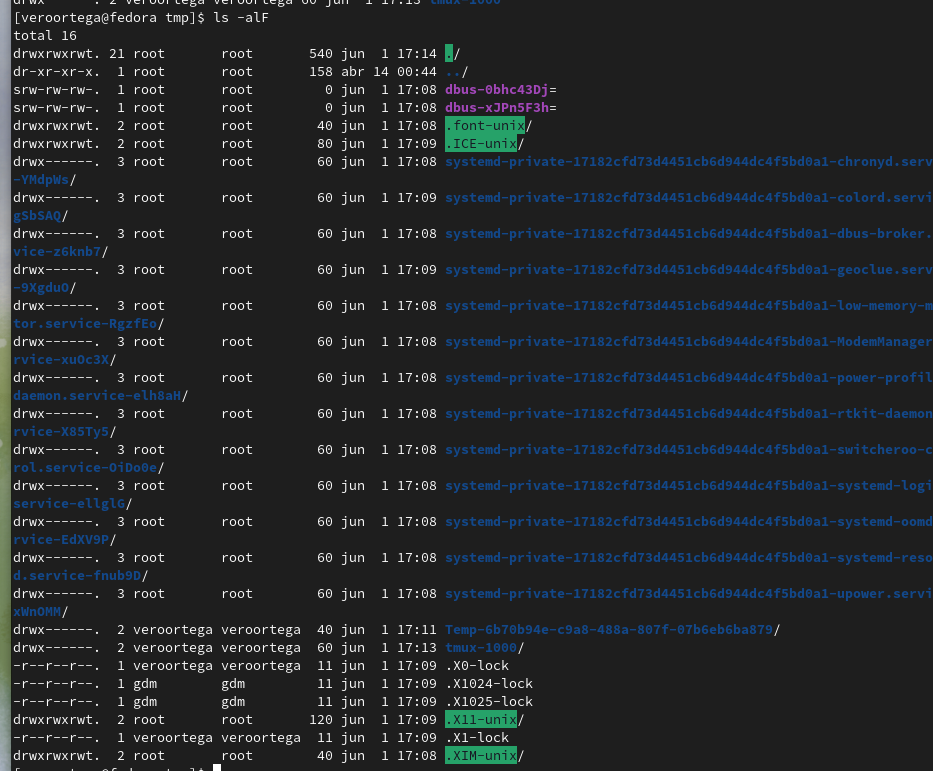 drwx------. 2 veroortega veroortega 60 jun  1 17:13 tmux-1000/
[veroortega@fedora tmp]$ ls -alF
total 16
drwxrwxrwt. 21 root       root       540 jun  1 17:14 ./
dr-xr-xr-x.  1 root       root       158 abr 14 00:44 ../
srw-rw-rw-.  1 root       root         0 jun  1 17:08 dbus-0bhc43Dj=
srw-rw-rw-.  1 root       root         0 jun  1 17:08 dbus-xJPn5F3h=
drwxrwxrwt.  2 root       root        40 jun  1 17:08 .font-unix/
drwxrwxrwt.  2 root       root        80 jun  1 17:09 .ICE-unix/
drwx------.  3 root       root        60 jun  1 17:08 systemd-private-17182cfd73d4451cb6d944dc4f5bd0a1-chronyd.serv
-YMdpWs/
drwx------.  3 root       root        60 jun  1 17:09 systemd-private-17182cfd73d4451cb6d944dc4f5bd0a1-colord.servi
gSbSAQ/
drwx------.  3 root       root        60 jun  1 17:08 systemd-private-17182cfd73d4451cb6d944dc4f5bd0a1-dbus-broker.
vice-z6knb7/
drwx------.  3 root       root        60 jun  1 17:09 systemd-private-17182cfd73d4451cb6d944dc4f5bd0a1-geoclue.serv
-9XgduO/
drwx------.  3 root       root        60 jun  1 17:08 systemd-private-17182cfd73d4451cb6d944dc4f5bd0a1-low-memory-m
tor.service-RgzfEo/
drwx------.  3 root       root        60 jun  1 17:08 systemd-private-17182cfd73d4451cb6d944dc4f5bd0a1-ModemManager
rvice-xuOc3X/
drwx------.  3 root       root        60 jun  1 17:08 systemd-private-17182cfd73d4451cb6d944dc4f5bd0a1-power-profil
daemon.service-elh8aH/
drwx------.  3 root       root        60 jun  1 17:08 systemd-private-17182cfd73d4451cb6d944dc4f5bd0a1-rtkit-daemon
rvice-X85Ty5/
drwx------.  3 root       root        60 jun  1 17:08 systemd-private-17182cfd73d4451cb6d944dc4f5bd0a1-switcheroo-c
rol.service-OiDo0e/
drwx------.  3 root       root        60 jun  1 17:08 systemd-private-17182cfd73d4451cb6d944dc4f5bd0a1-systemd-logi
service-ellglG/
drwx------.  3 root       root        60 jun  1 17:08 systemd-private-17182cfd73d4451cb6d944dc4f5bd0a1-systemd-oomd
rvice-EdXV9P/
drwx------.  3 root       root        60 jun  1 17:08 systemd-private-17182cfd73d4451cb6d944dc4f5bd0a1-systemd-reso
d.service-fnub9D/
drwx------.  3 root       root        60 jun  1 17:08 systemd-private-17182cfd73d4451cb6d944dc4f5bd0a1-upower.servi
xWnOMM/
drwx------.  2 veroortega veroortega  40 jun  1 17:11 Temp-6b70b94e-c9a8-488a-807f-07b6eb6ba879/
drwx------.  2 veroortega veroortega  60 jun  1 17:13 tmux-1000/
-r--r--r--.  1 veroortega veroortega  11 jun  1 17:09 .X0-lock
-r--r--r--.  1 gdm        gdm         11 jun  1 17:09 .X1024-lock
-r--r--r--.  1 gdm        gdm         11 jun  1 17:09 .X1025-lock
drwxrwxrwt.  2 root       root       120 jun  1 17:09 .X11-unix/
-r--r--r--.  1 veroortega veroortega  11 jun  1 17:09 .X1-lock
drwxrwxrwt.  2 root       root        40 jun  1 17:08 .XIM-unix/
[veroortega@fedora tmp]$